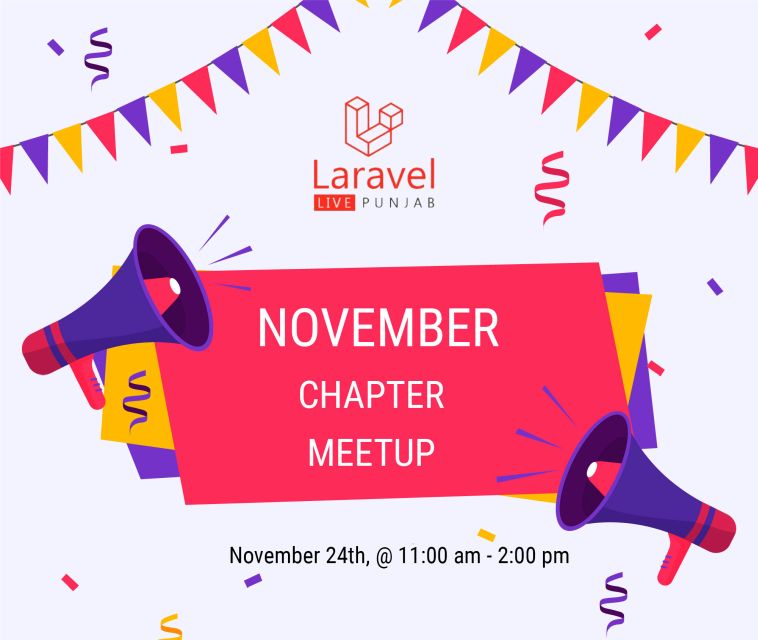 Laravel
LIVE PUNJAB
NOVEMBER
CHAPTER
MEETUP
November 24th, @ 11:00 am - 2:00 pm